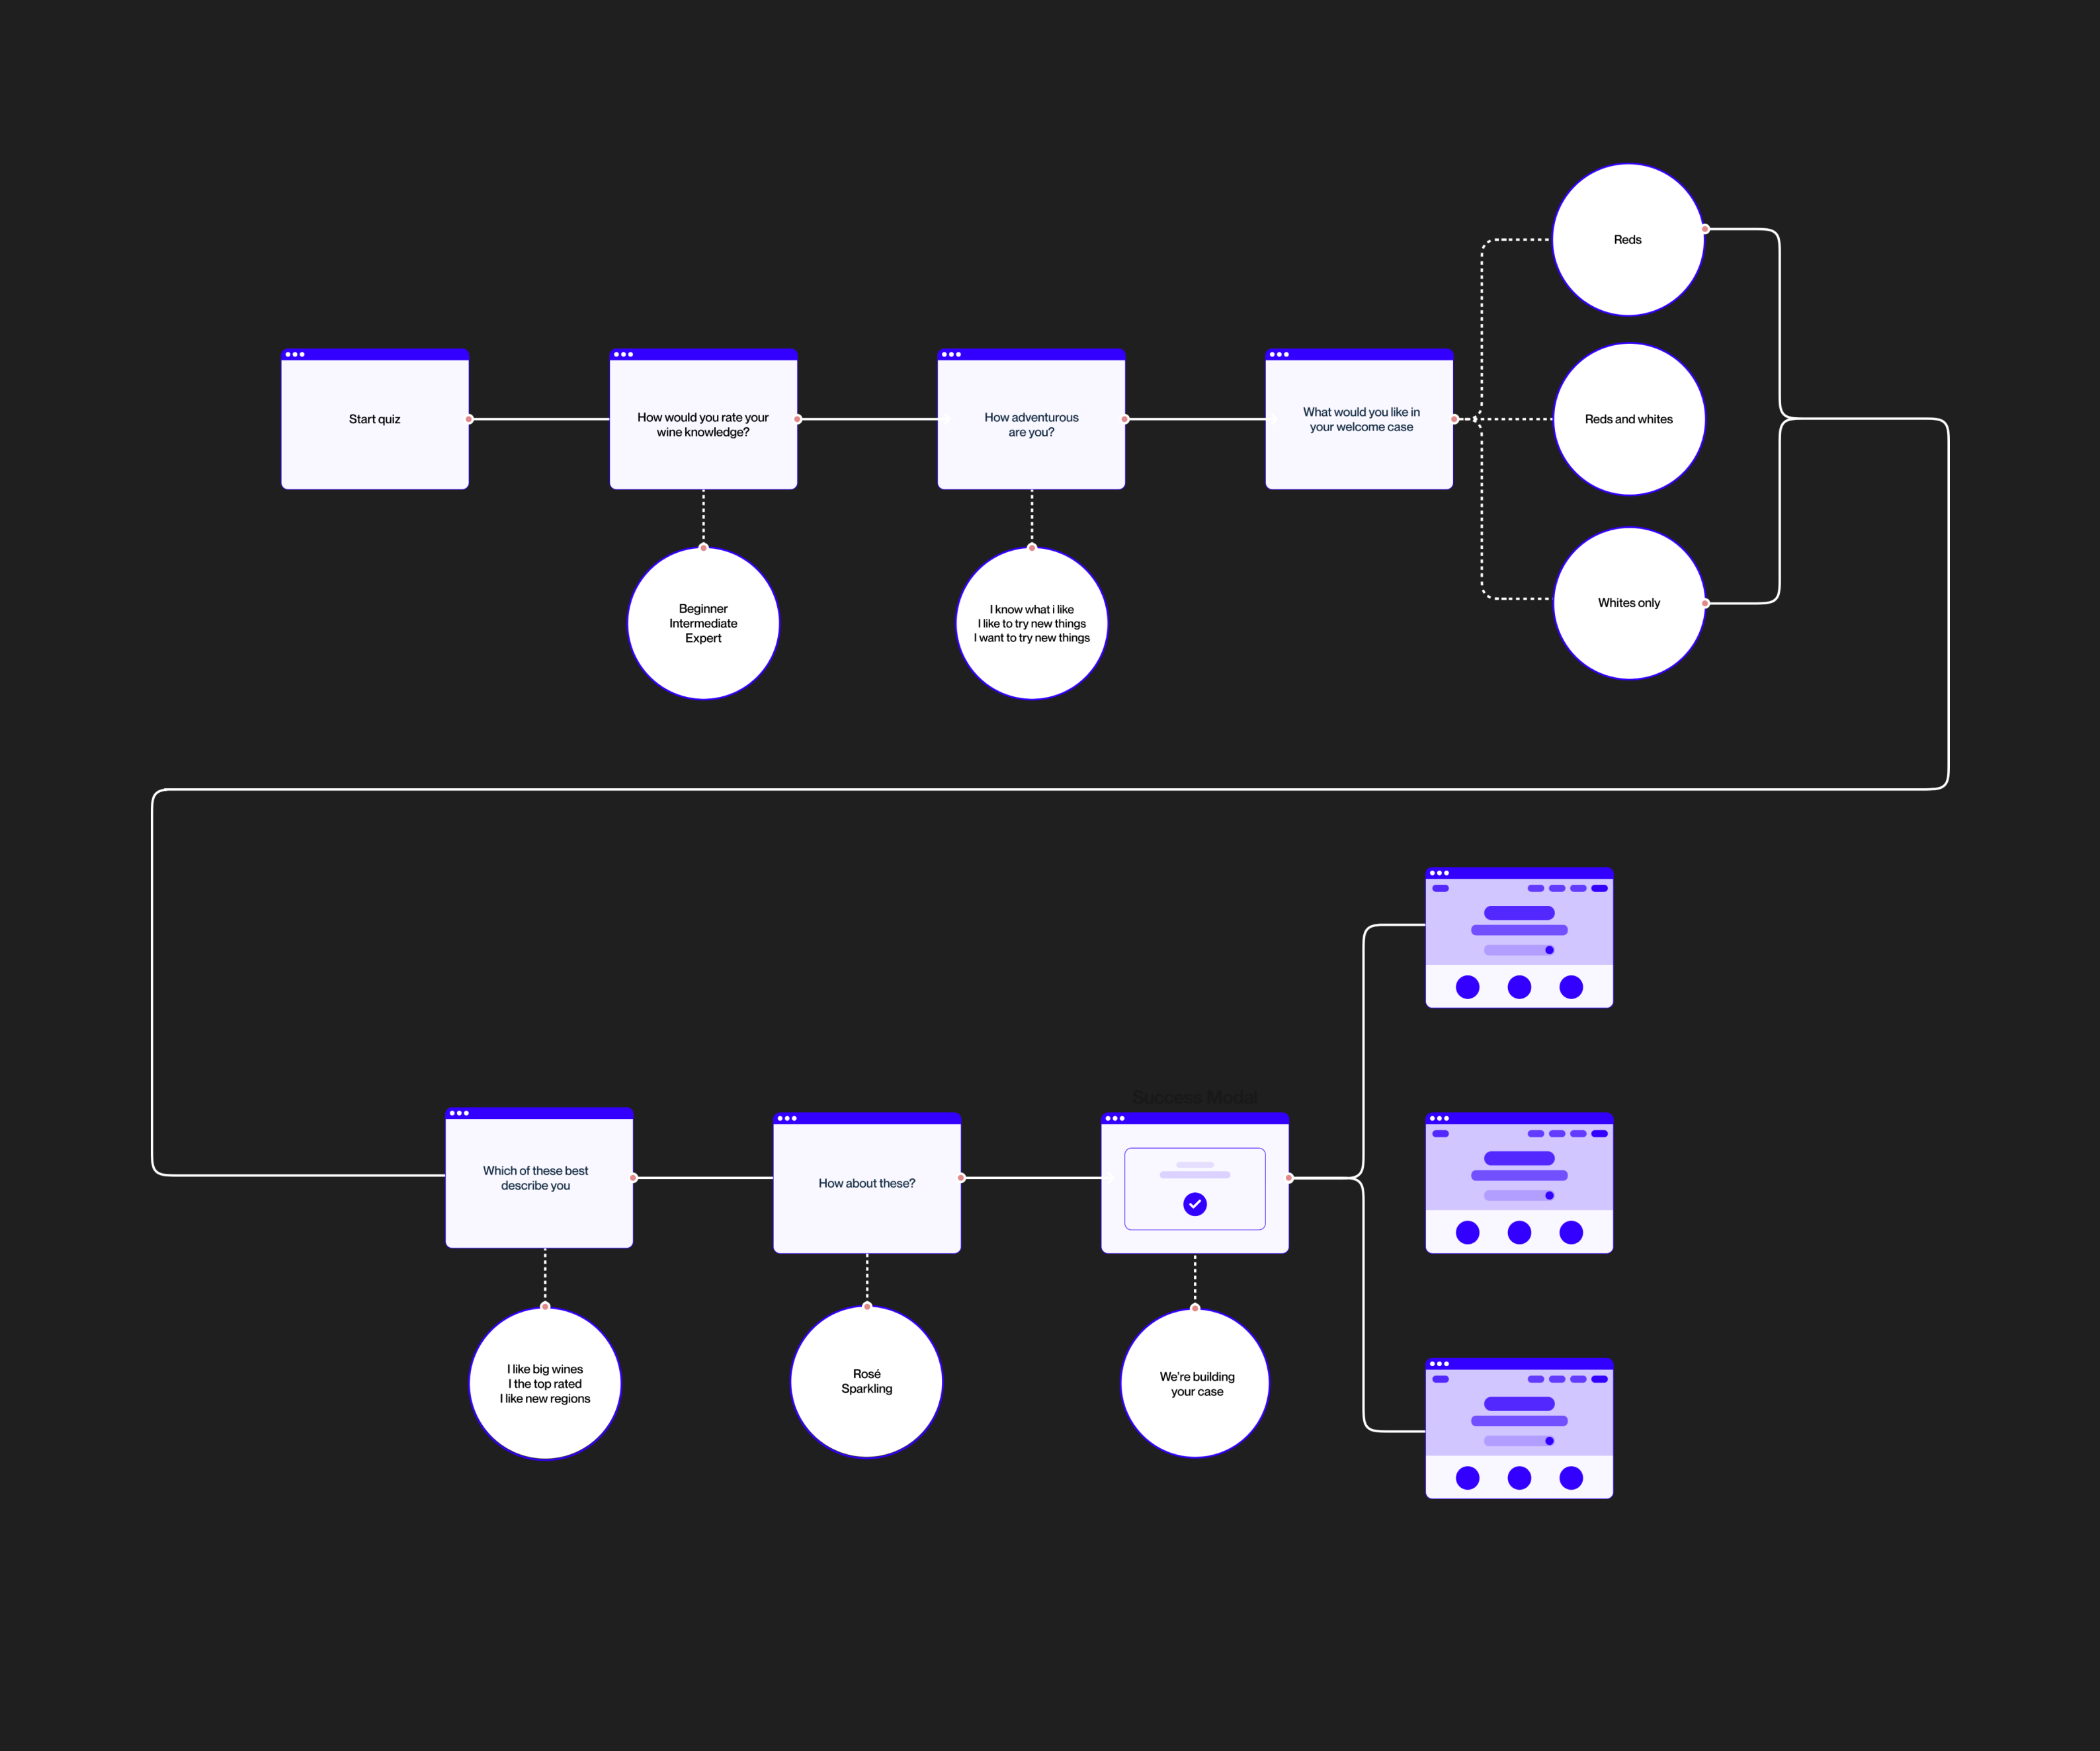 Start quiz
How would you rate your
wine knowledge?
Beginner
Intermediate
Expert
How adventurous
are you?
I know what i like
I like to try new things
I want to try new things
What would you like in
your welcome case
Reds
Reds and whites
Whites only
Which of these best
describe you
I like big wines
I the top rated
I like new regions
How about these?
Rosé
Sparkling
Success Modal
We're building
your case